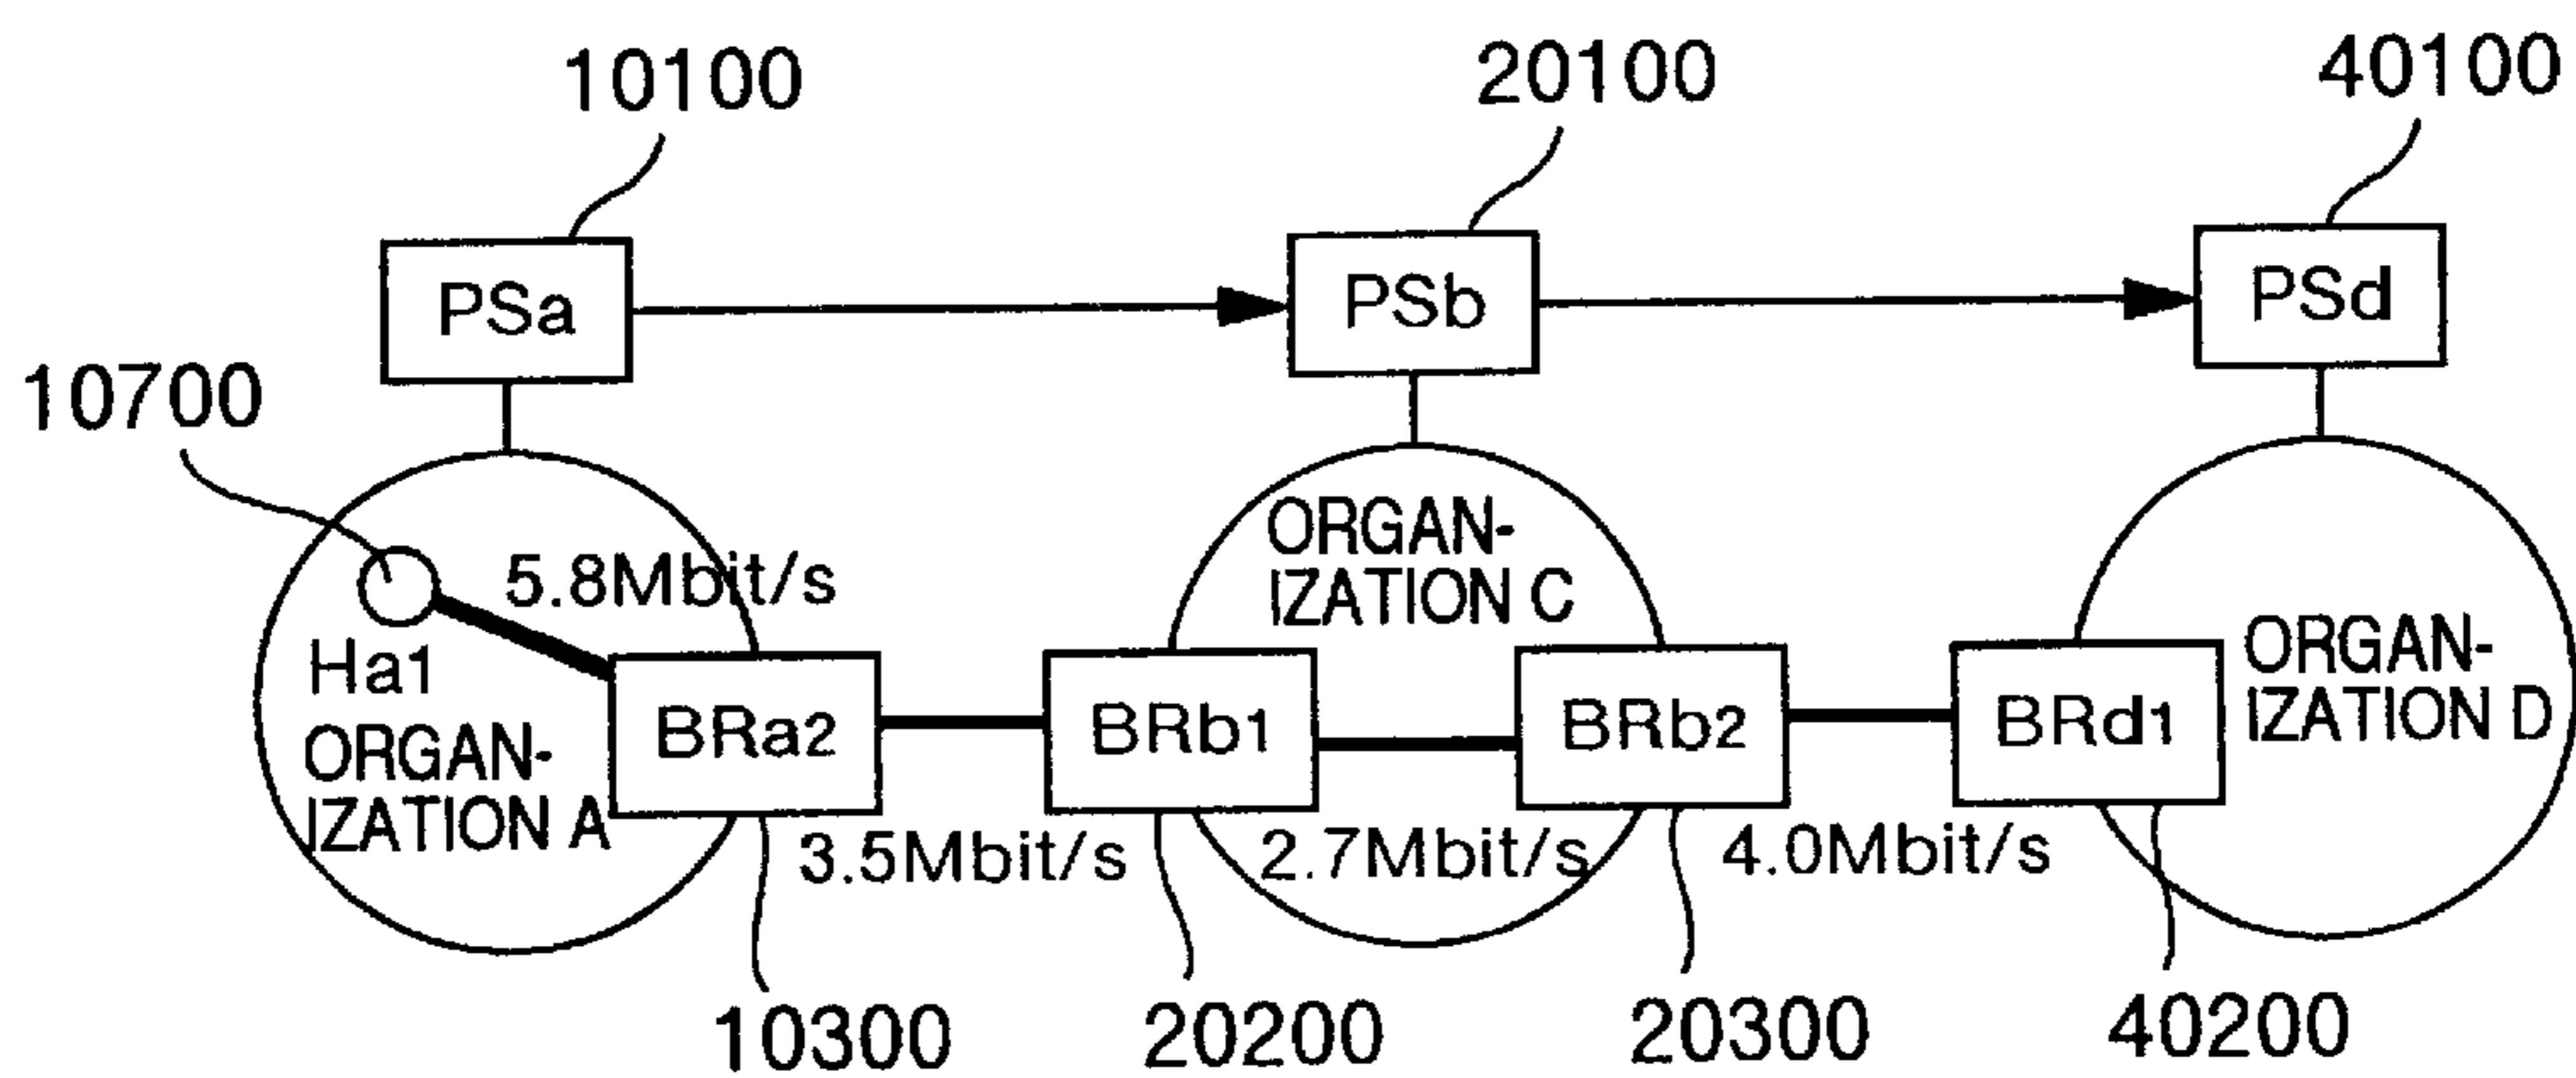 10100
20100
40100
PSa
PSb
PSd
10700
5.8Mbit/s
Ha1
ORGAN-
IZATION A
ORGAN-
IZATION C
ORGAN-
IZATION D
BRa2
BRb1
BRb2
BRd1
3.5Mbit/s
2.7Mbit/s
4.0Mbit/s
10300
20200
20300
40200